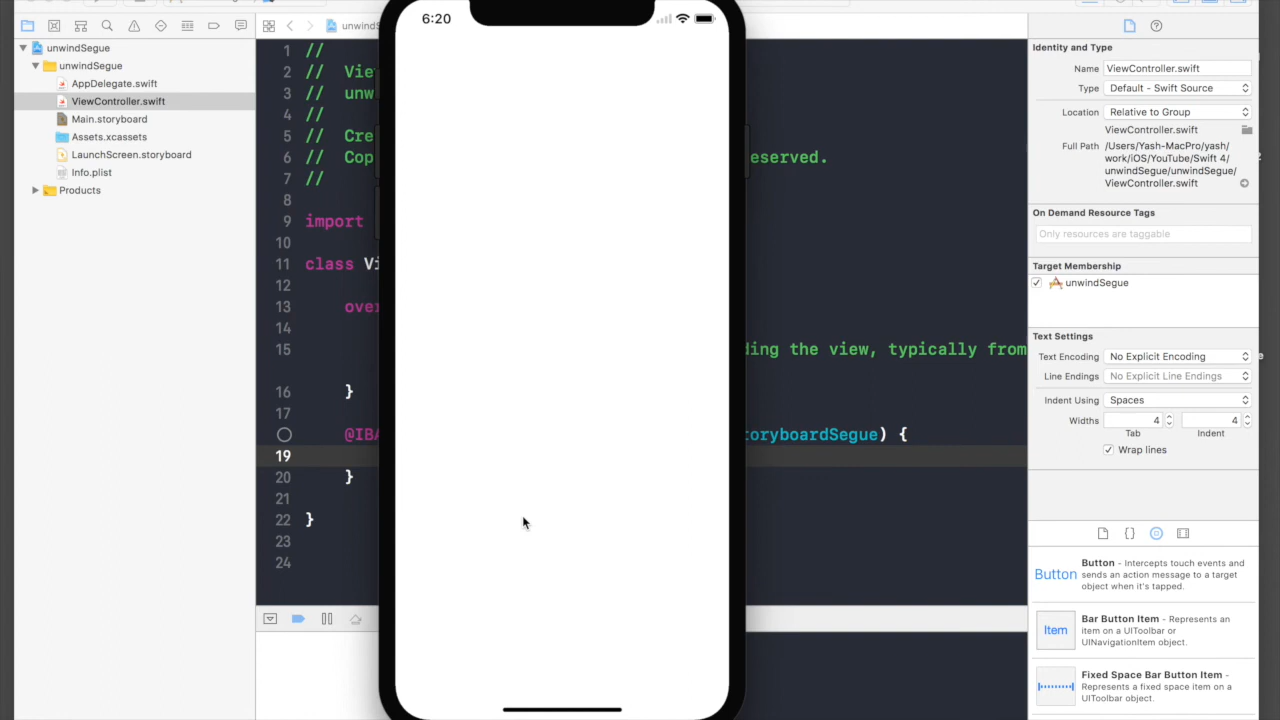 unwindSegue
unwindSegue
AppDelegate.swift
ViewController.swift
Main.storyboard
Assets.xcassets
LaunchScreen.storyboard
Info.plist
Products
unwindS
1 //
2 // Vie
3 // unw
4 //
5 // Cre
6 // Cop eserved.
7 //
8
9 import
10
11 class Vi
12
13 over
14
15 ding the view, typically from
16 }
17
@IBA toryboardSegue) {
19
20 }
21
22 }
23
24
6:20
Identity and Type
Name ViewController.swift
Type Default - Swift Source
Location Relative to Group
ViewController.swift
Full Path /Users/Yash-MacPro/yash/
work/iOS/YouTube/Swift 4/
unwindSegue/unwindSegue/
ViewController.swift
On Demand Resource Tags
Only resources are taggable
Target Membership
unwindSegue
Text Settings
Text Encoding No Explicit Encoding
Line Endings No Explicit Line Endings
Indent Using Spaces
Widths 4 4
Tab Indent
Wrap lines
Button
Button - Intercepts touch events and
sends an action message to a target
object when it's tapped.
Item
Bar Button Item - Represents an
item on a UIToolbar or
UINavigationItem object.
Fixed Space Bar Button Item -
Represents a fixed space item on a
UIToolbar object.